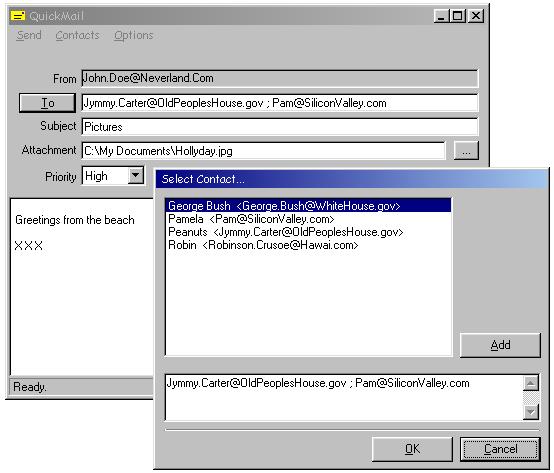 QuickMail
Send Contacts Options
From John.Doe@Neverland.Com
To Jymmy.Carter@OldPeoplesHouse.gov ; Pam@SiliconValley.com
Subject Pictures
Attachment C:\My Documents\Hollyday.jpg ...
Priority High
Greetings from the beach
XXX
Ready.
Select Contact...
George Bush <George.Bush@WhiteHouse.gov>
Pamela <Pam@SiliconValley.com>
Peanuts <Jymmy.Carter@OldPeoplesHouse.gov>
Robin <Robinson.Crusoe@Hawai.com>
Add
Jymmy.Carter@OldPeoplesHouse.gov ; Pam@SiliconValley.com
OK Cancel